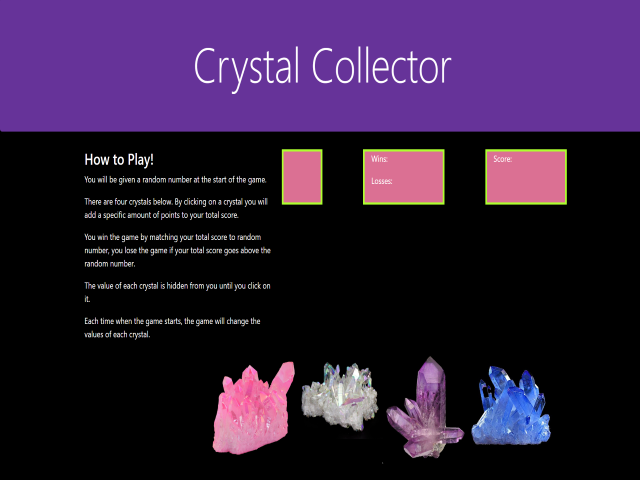 Crystal Collector
How to Play!
You will be given a random number at the start of the game.
There are four crystals below. By clicking on a crystal you will
add a specific amount of points to your total score.
You win the game by matching your total score to random
number, you lose the game if your total score goes above the
random number.
The value of each crystal is hidden from you until you click on
it.
Each time when the game starts, the game will change the
values of each crystal.
Wins:
Losses:
Score: